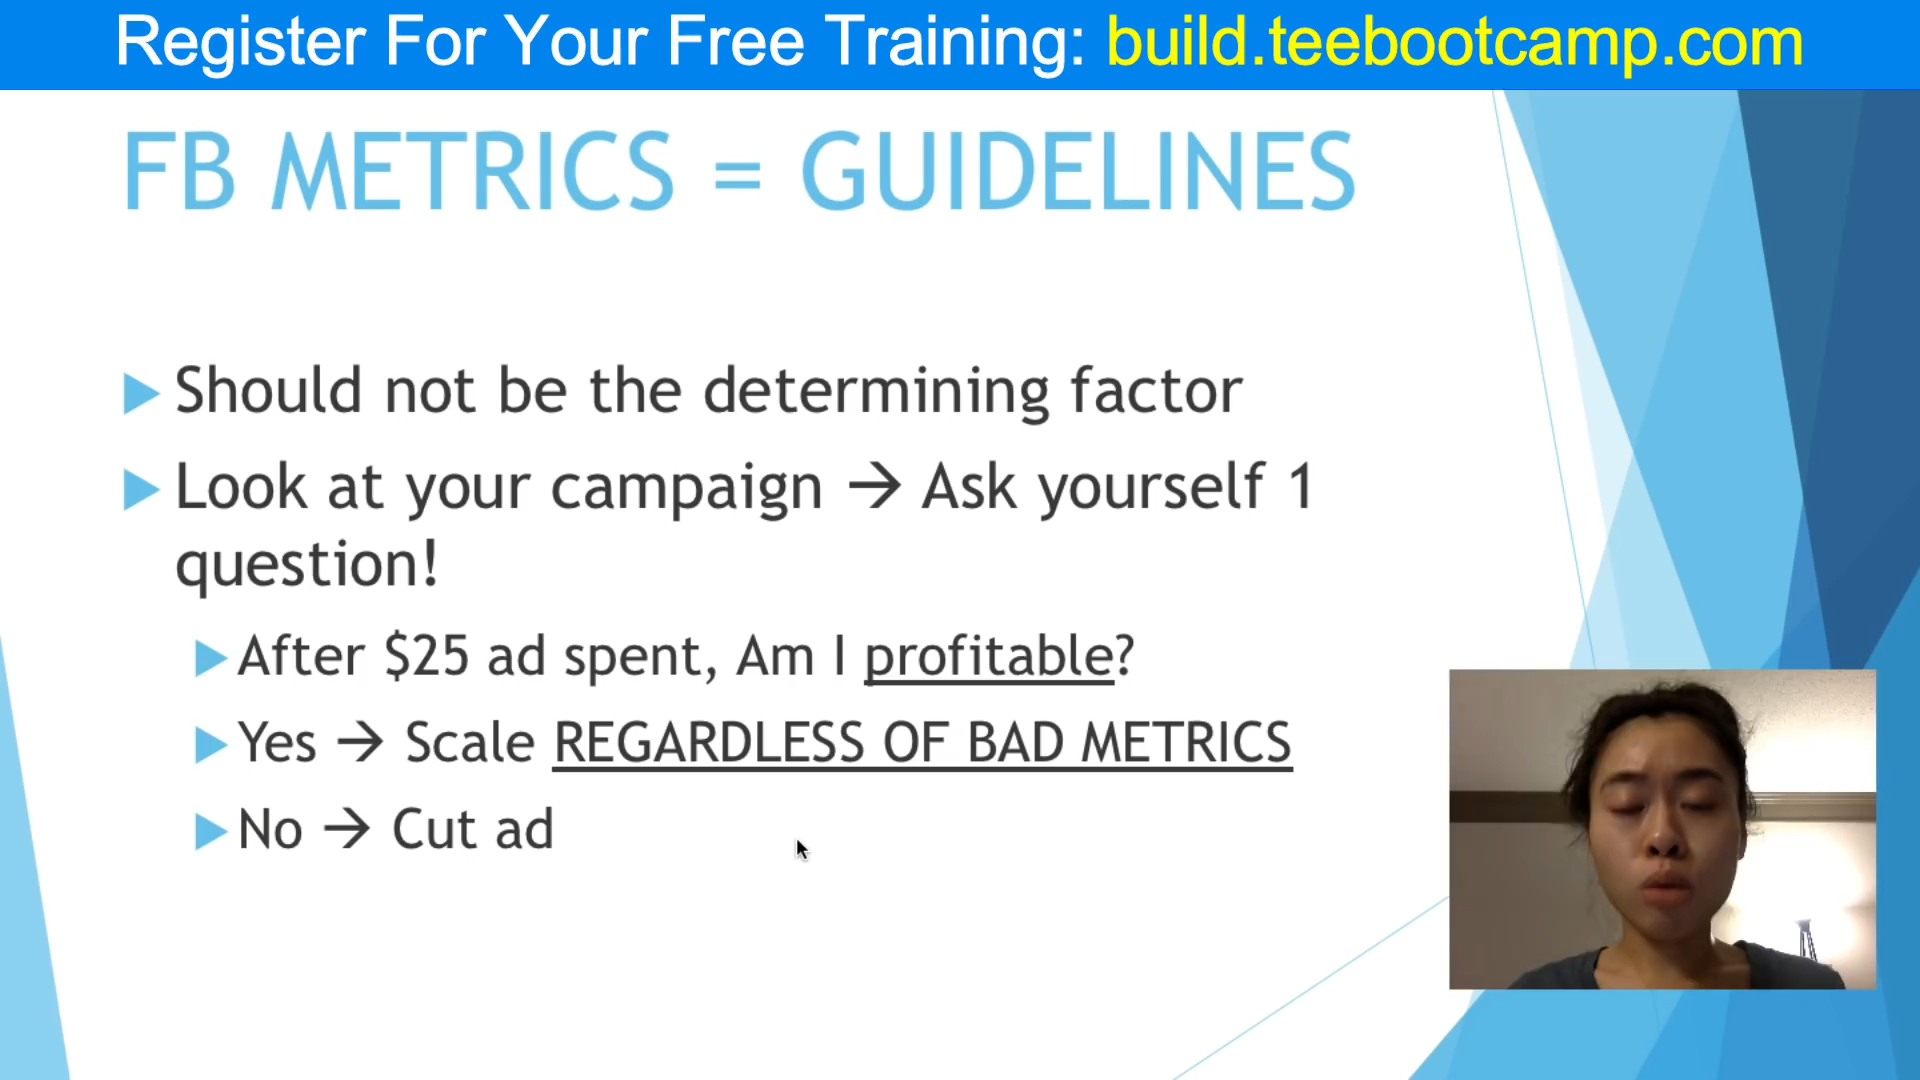 Register For Your Free Training: build.teebootcamp.com
FB METRICS = GUIDELINES
Should not be the determining factor
Look at your campaign → Ask yourself 1
question!
After $25 ad spent, Am I profitable?
Yes → Scale REGARDLESS OF BAD METRICS
No → Cut ad